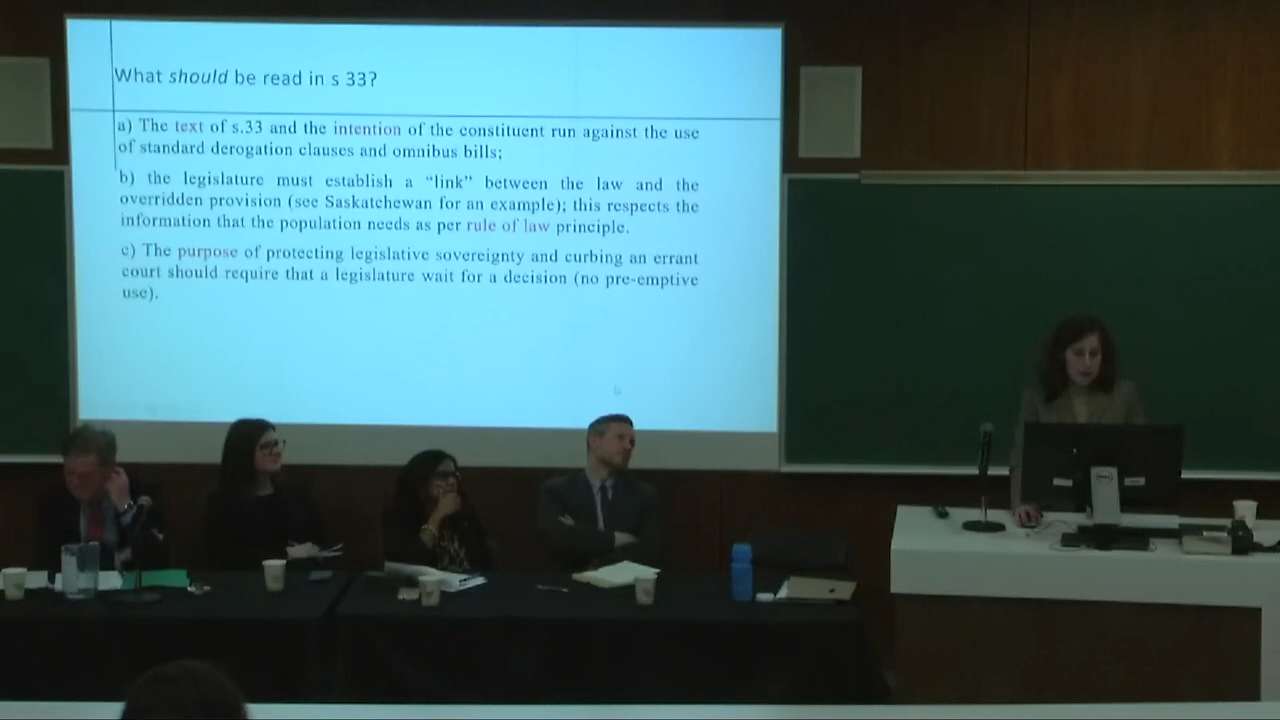 What should be read in s 33?
a) The text of s.33 and the intention of the constituent run against the use
of standard derogation clauses and omnibus bills;
b) the legislature must establish a "link" between the law and the
overridden provision (see Saskatchewan for an example); this respects the
information that the population needs as per rule of law principle.
c) The purpose of protecting legislative sovereignty and curbing an errant
court should require that a legislature wait for a decision (no pre-emptive
use).
DELL